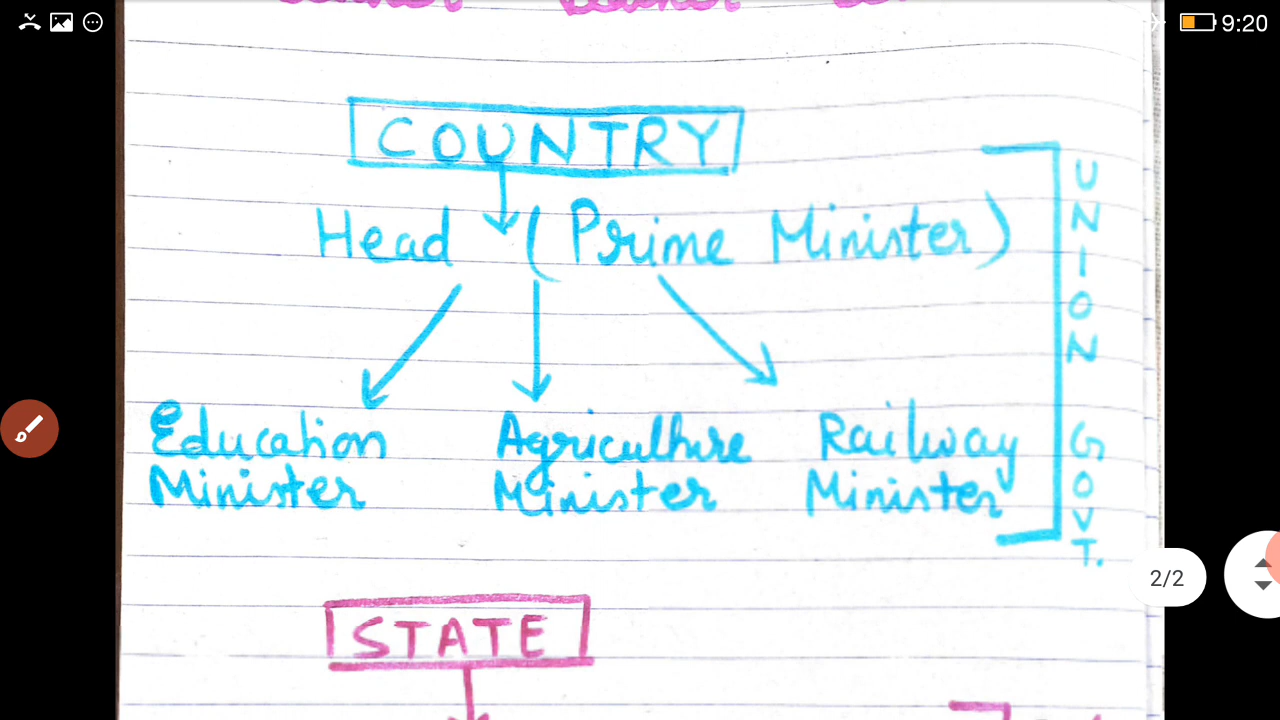 9:20
COUNTRY
Head (Prime Minister)
Education Agriculture Railway
Minister Minister Minister
UNION GOVT.
2/2
STATE